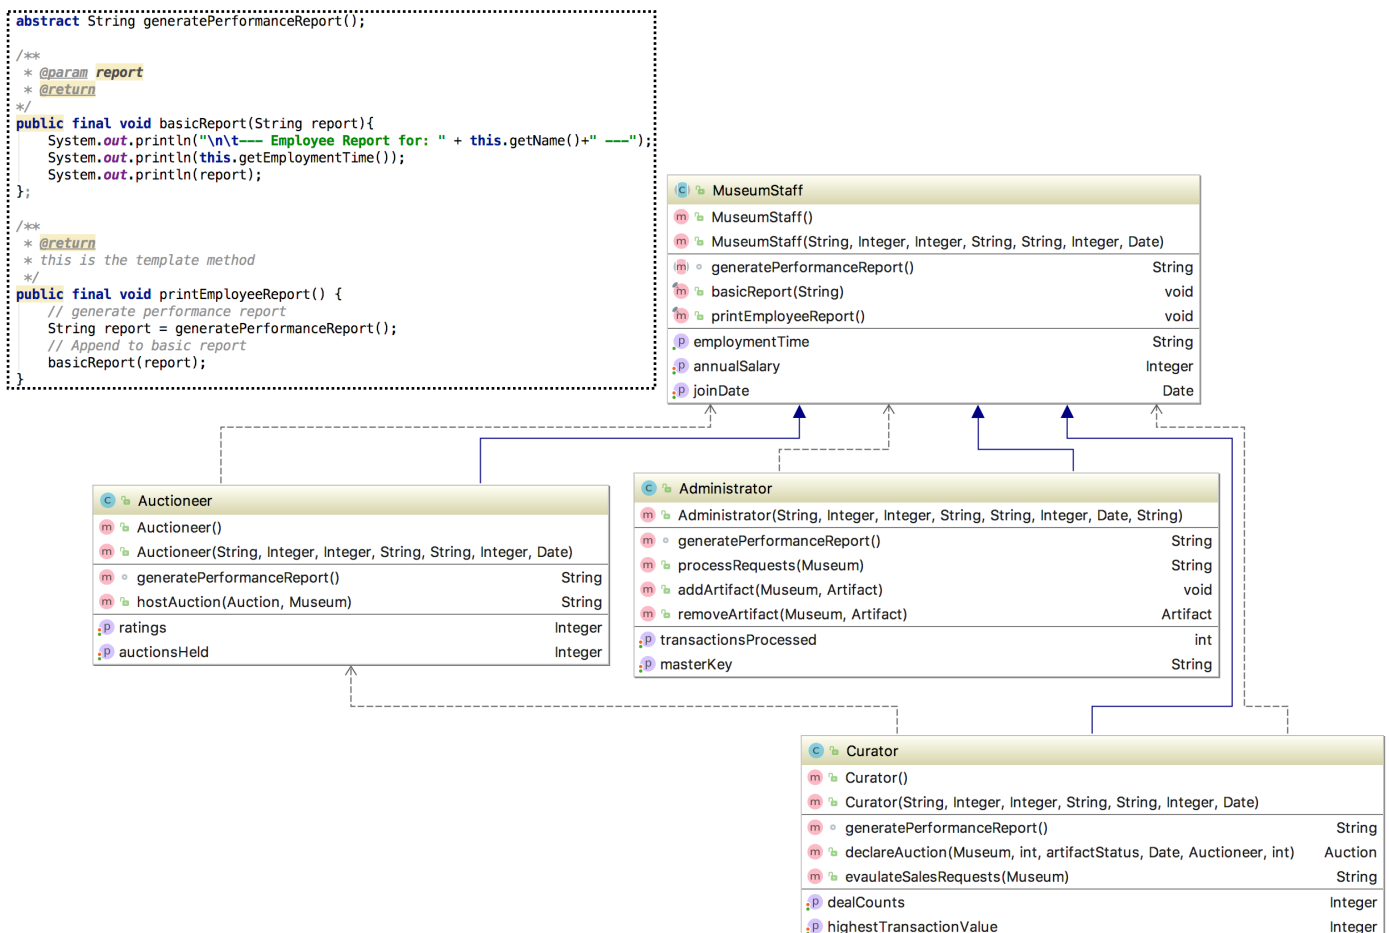 abstract String generatePerformanceReport();
/**
* @param report
* @return
*/
public final void basicReport(String report){
System.out.println("\n\t--- Employee Report for: " + this.getName()+" ---");
System.out.println(this.getEmploymentTime());
System.out.println(report);
};
/**
* @return
* this is the template method
*/
public final void printEmployeeReport() {
// generate performance report
String report = generatePerformanceReport();
// Append to basic report
basicReport(report);
}
C MuseumStaff
m MuseumStaff()
m MuseumStaff(String, Integer, Integer, String, String, Integer, Date)
m generatePerformanceReport() String
m basicReport(String) void
m printEmployeeReport() void
p employmentTime String
p annualSalary Integer
p joinDate Date
C Auctioneer
m Auctioneer()
m Auctioneer(String, Integer, Integer, String, String, Integer, Date)
m generatePerformanceReport() String
m hostAuction(Auction, Museum) String
p ratings Integer
p auctionsHeld Integer
C Administrator
m Administrator(String, Integer, Integer, String, String, Integer, Date, String)
m generatePerformanceReport() String
m processRequests(Museum) String
m addArtifact(Museum, Artifact) void
m removeArtifact(Museum, Artifact) Artifact
p transactionsProcessed int
p masterKey String
C Curator
m Curator()
m Curator(String, Integer, Integer, String, String, Integer, Date)
m generatePerformanceReport() String
m declareAuction(Museum, int, artifactStatus, Date, Auctioneer, int) Auction
m evaulateSalesRequests(Museum) String
p dealCounts Integer
p highestTransactionValue Integer